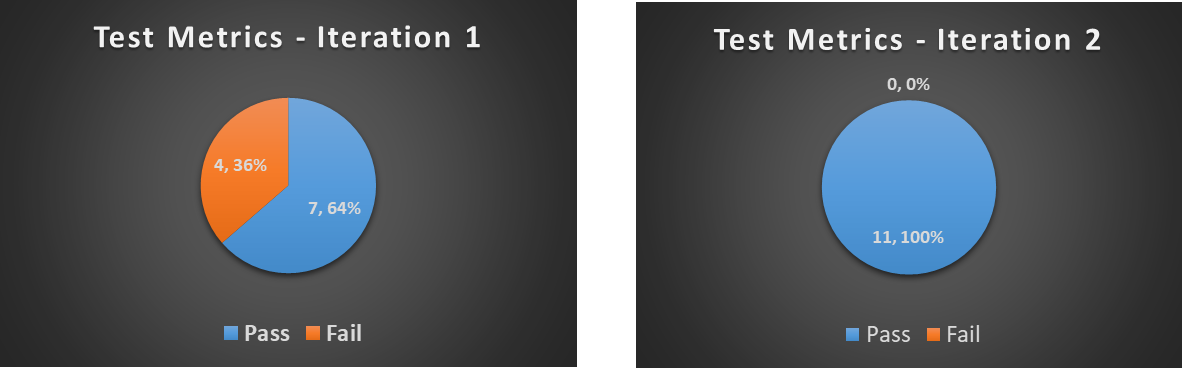 Test Metrics - Iteration 1
4, 36%
7, 64%
Pass Fail
Test Metrics - Iteration 2
0, 0%
11, 100%
Pass Fail